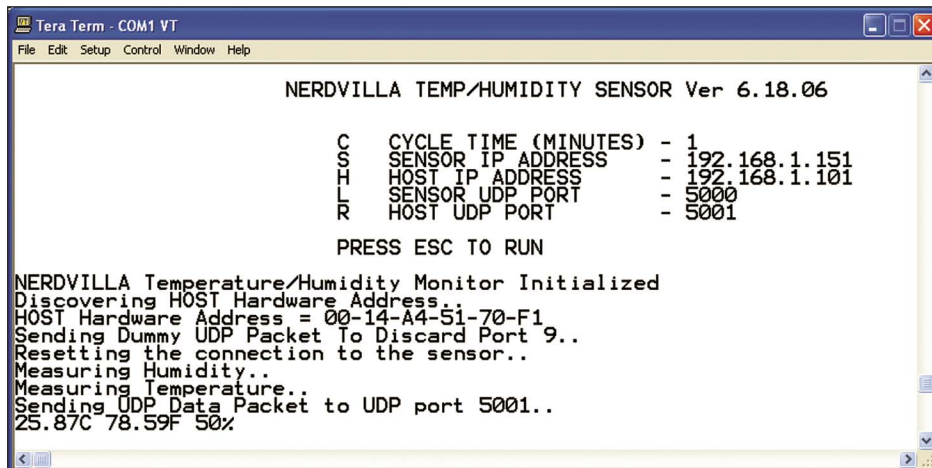 Tera Term - COM1 VT
File Edit Setup Control Window Help
NERDVILLA TEMP/HUMIDITY SENSOR Ver 6.18.06
C CYCLE TIME (MINUTES) - 1
S SENSOR IP ADDRESS - 192.168.1.151
H HOST IP ADDRESS - 192.168.1.101
L SENSOR UDP PORT - 5000
R HOST UDP PORT - 5001
PRESS ESC TO RUN
NERDVILLA Temperature/Humidity Monitor Initialized
Discovering HOST Hardware Address..
HOST Hardware Address = 00-14-A4-51-70-F1
Sending Dummy UDP Packet To Discard Port 9..
Resetting the connection to the sensor..
Measuring Humidity..
Measuring Temperature..
Sending UDP Data Packet to UDP port 5001..
25.87C 78.59F 50%